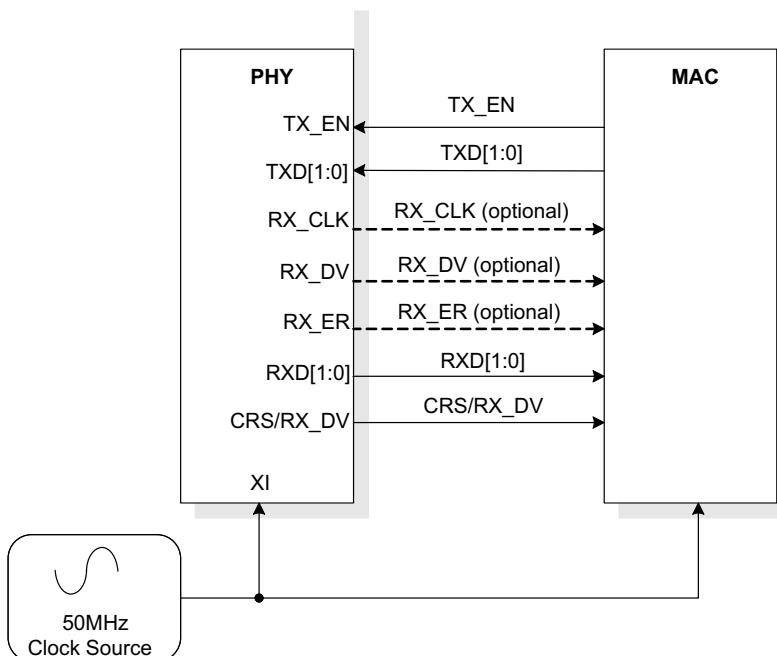 PHY
MAC
TX_EN
TX_EN
TXD[1:0]
TXD[1:0]
RX_CLK
RX_CLK (optional)
RX_DV
RX_DV (optional)
RX_ER
RX_ER (optional)
RXD[1:0]
RXD[1:0]
CRS/RX_DV
CRS/RX_DV
XI
50MHz
Clock Source